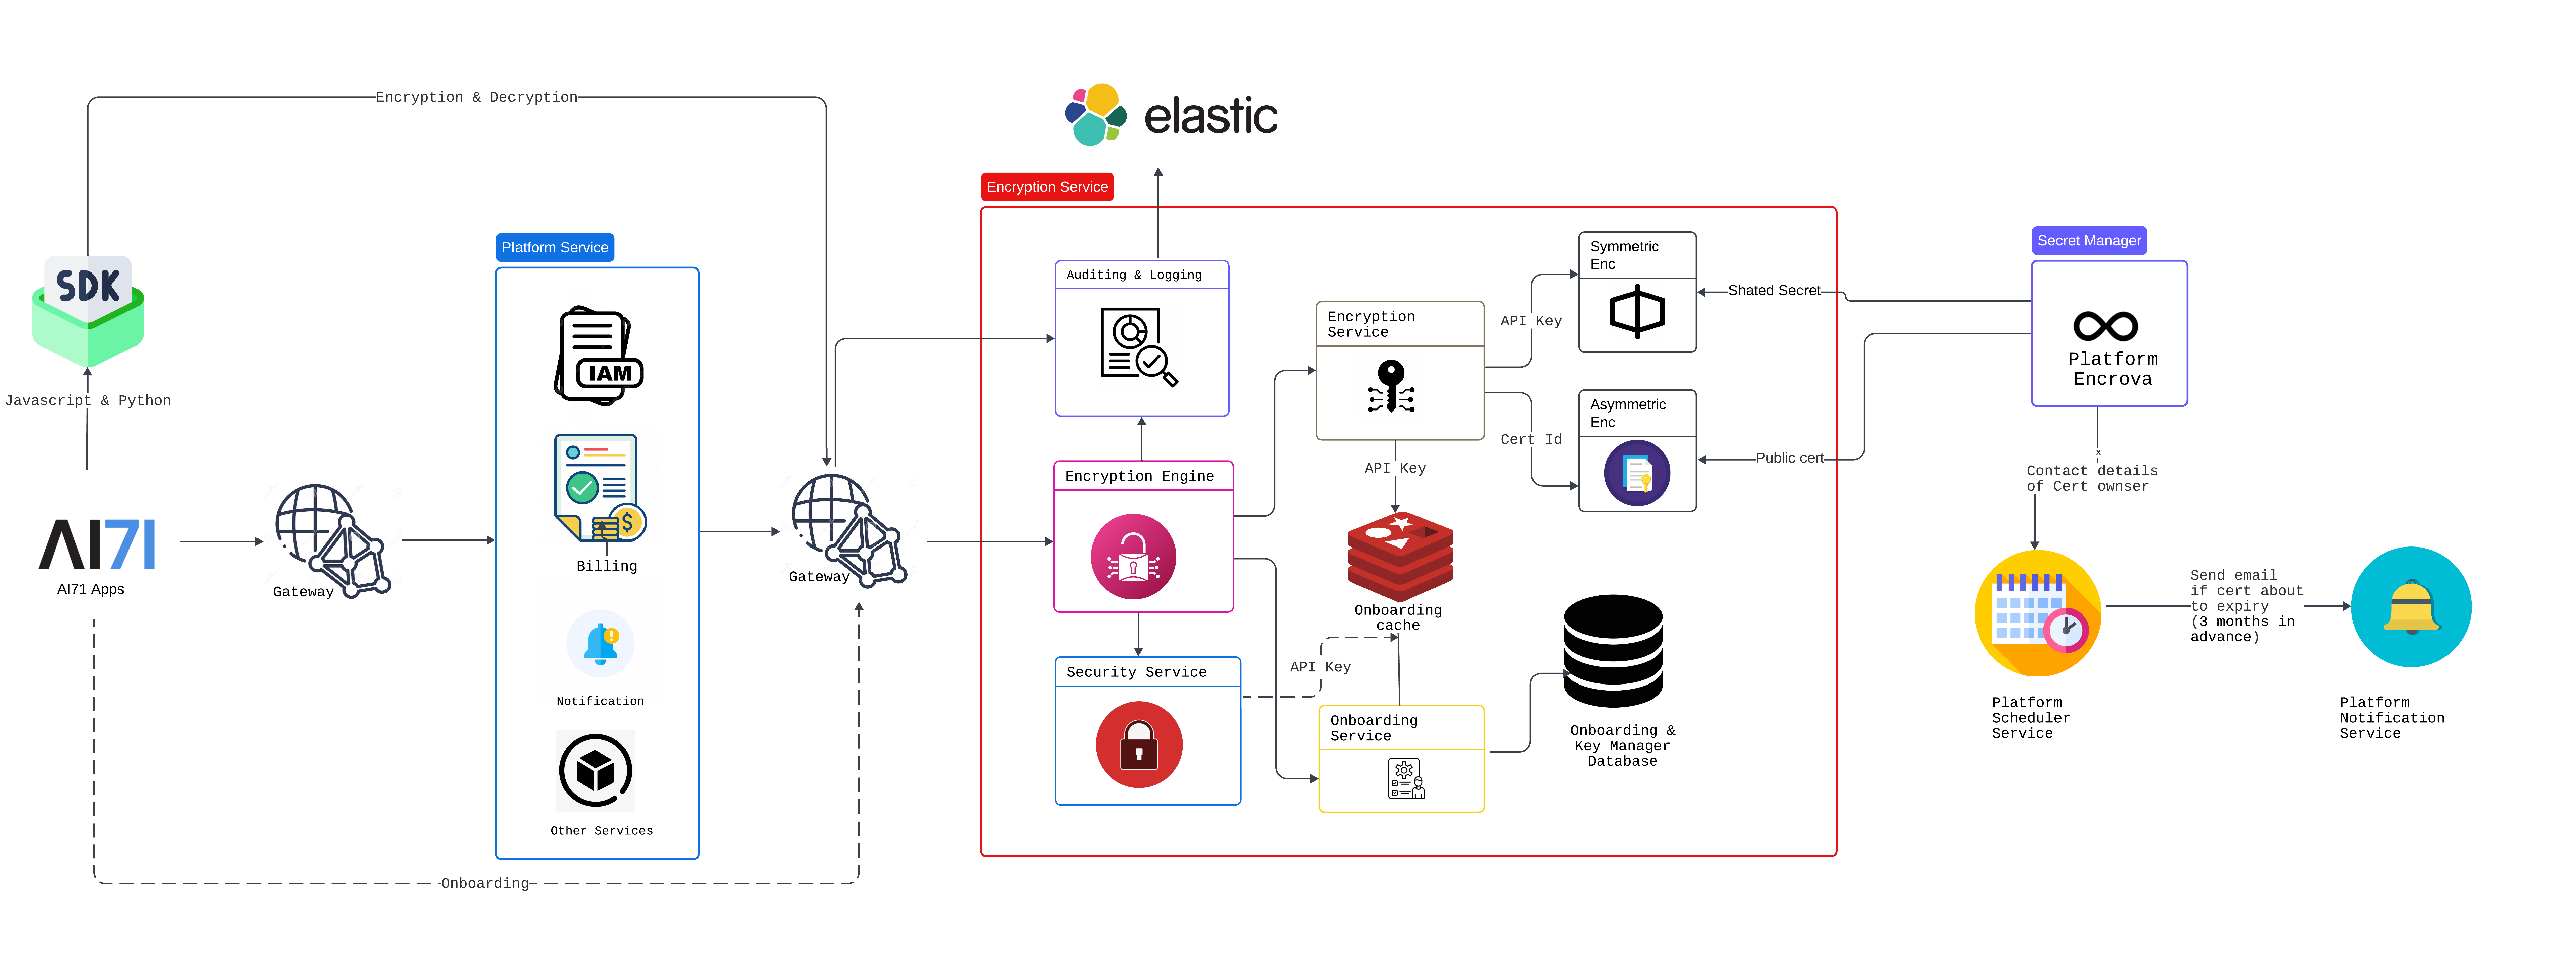 Encryption & Decryption
elastic
Encryption Service
Secret Manager
Platform Service
SDK
Javascript & Python
AI71
AI71 Apps
Gateway
IAM
$
Billing
Notification
Other Services
Onboarding
Gateway
Auditing & Logging
Encryption Engine
Security Service
Encryption
Service
API Key
Cert Id
API Key
Onboarding
cache
API Key
Onboarding
Service
Symmetric
Enc
Asymmetric
Enc
Onboarding &
Key Manager
Database
Shated Secret
Public cert
Platform
Encrova
x
Contact details
of Cert ownser
Platform
Scheduler
Service
Send email
if cert about
to expiry
(3 months in
advance)
Platform
Notification
Service